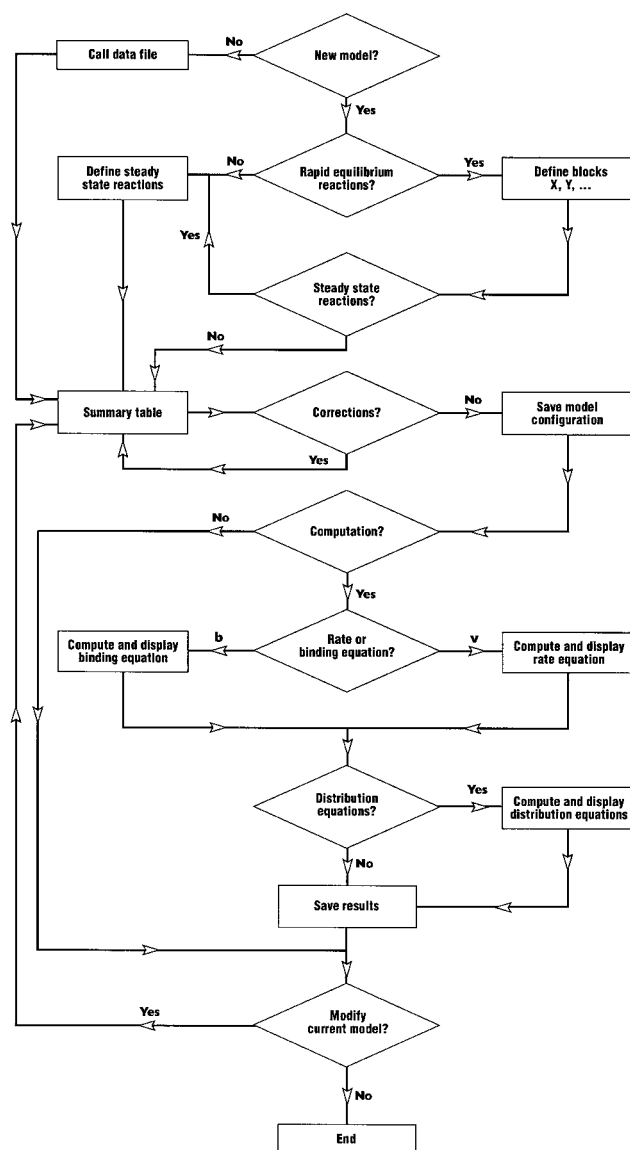 Call data file
No
New model?
Yes
Define steady
state reactions
No
Rapid equilibrium
reactions?
Yes
Define blocks
X, Y, ...
Yes
Steady state
reactions?
No
Summary table
Corrections?
No
Save model
configuration
Yes
No
Computation?
Yes
Compute and display
binding equation
b
Rate or
binding equation?
v
Compute and display
rate equation
Distribution
equations?
Yes
Compute and display
distribution equations
No
Save results
Yes
Modify
current model?
No
End